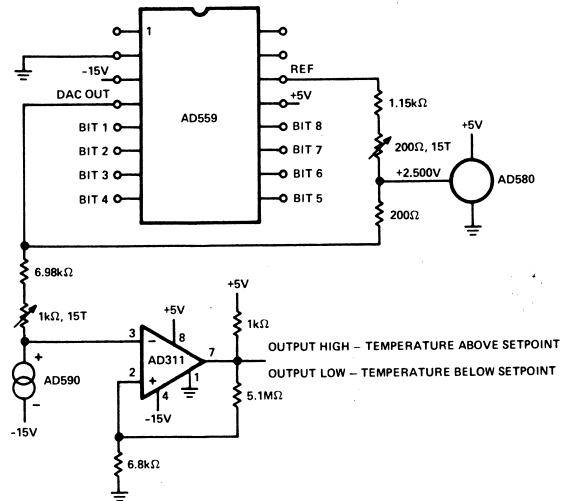 1
-15V
REF
DAC OUT
+5V
AD559
1.15kΩ
BIT 1
BIT 8
200Ω, 15T
+5V
BIT 2
BIT 7
+2.500V
AD580
BIT 3
BIT 6
BIT 4
BIT 5
200Ω
6.98kΩ
+5V
1kΩ, 15T
+5V
1kΩ
3
−
8
7
OUTPUT HIGH – TEMPERATURE ABOVE SETPOINT
+
AD311
AD590
2
+
1
OUTPUT LOW – TEMPERATURE BELOW SETPOINT
−
4
5.1MΩ
-15V
-15V
6.8kΩ